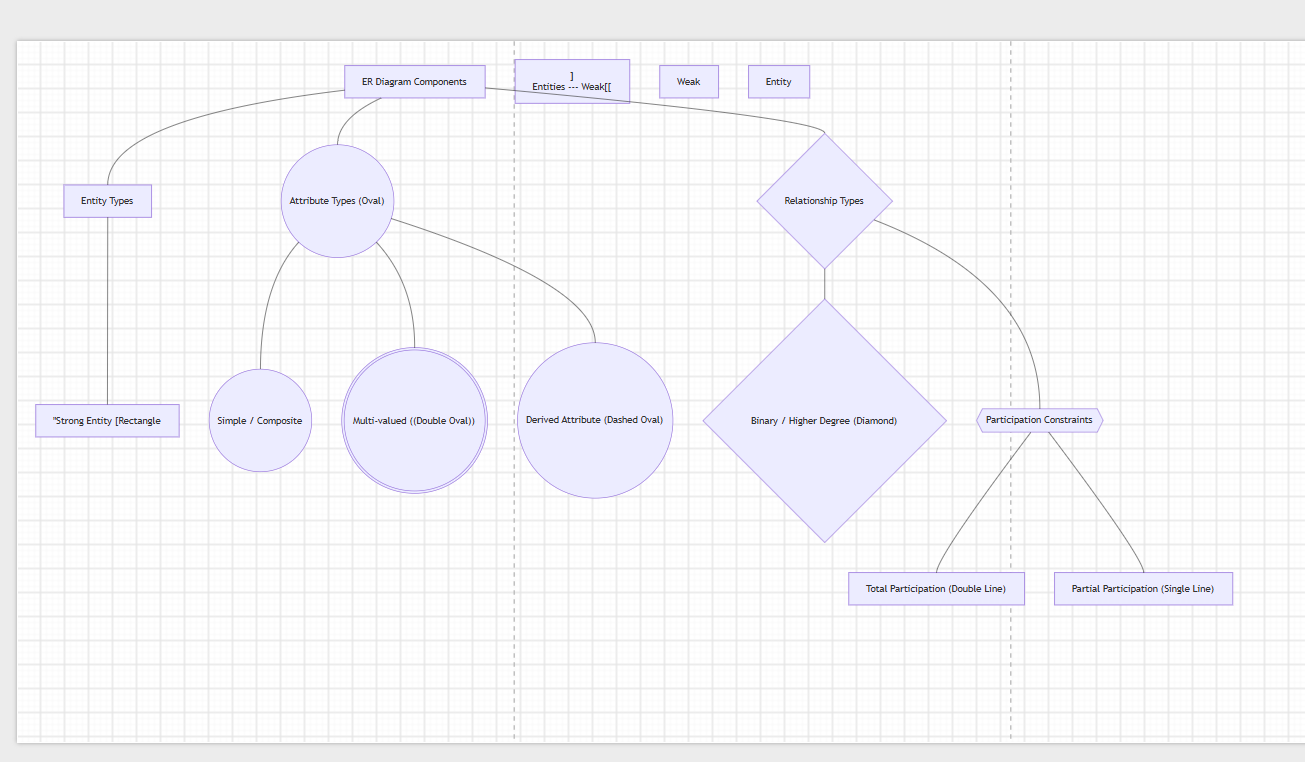 ER Diagram Components
]
Entities --- Weak[[
Weak
Entity
Entity Types
Attribute Types (Oval)
Relationship Types
"Strong Entity [Rectangle
Simple / Composite
Multi-valued ((Double Oval))
Derived Attribute (Dashed Oval)
Binary / Higher Degree (Diamond)
Participation Constraints
Total Participation (Double Line)
Partial Participation (Single Line)